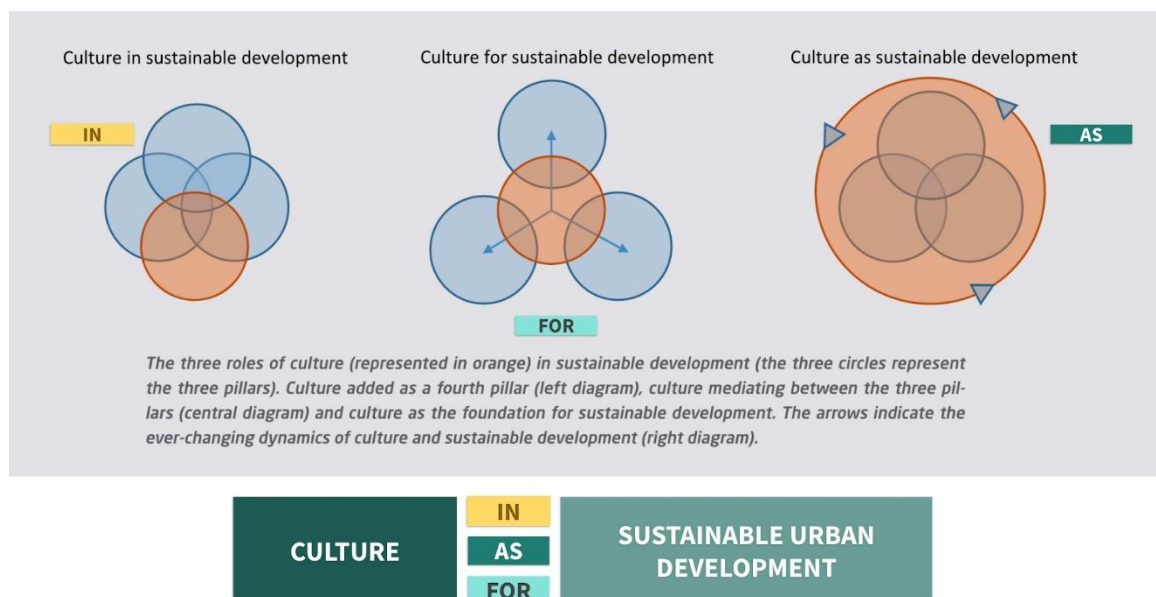 Culture in sustainable development
Culture for sustainable development
Culture as sustainable development
IN
AS
FOR
The three roles of culture (represented in orange) in sustainable development (the three circles represent
the three pillars). Culture added as a fourth pillar (left diagram), culture mediating between the three pil-
lars (central diagram) and culture as the foundation for sustainable development. The arrows indicate the
ever-changing dynamics of culture and sustainable development (right diagram).
CULTURE
IN
AS
FOR
SUSTAINABLE URBAN
DEVELOPMENT